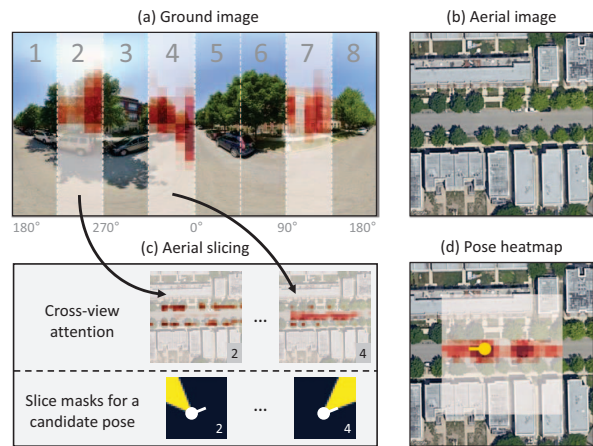 (a) Ground image
(b) Aerial image
1 2 3 4 5 6 7 8
180° 270° 0° 90° 180°
(c) Aerial slicing
(d) Pose heatmap
Cross-view
attention
...
2 4
Slice masks for a
candidate pose
...
2 4